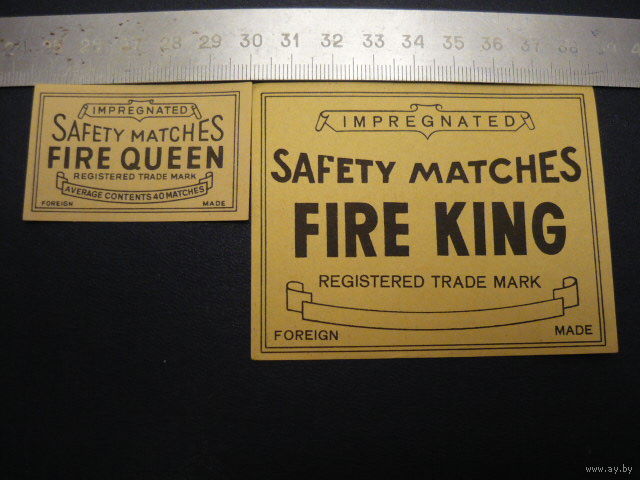 28 29 30 31 32 33 34 35 36 37 38
IMPREGNATED
SAFETY MATCHES
FIRE QUEEN
REGISTERED TRADE MARK
AVERAGE CONTENTS 40 MATCHES
FOREIGN MADE
IMPREGNATED
SAFETY MATCHES
FIRE KING
REGISTERED TRADE MARK
FOREIGN MADE
www.ay.by